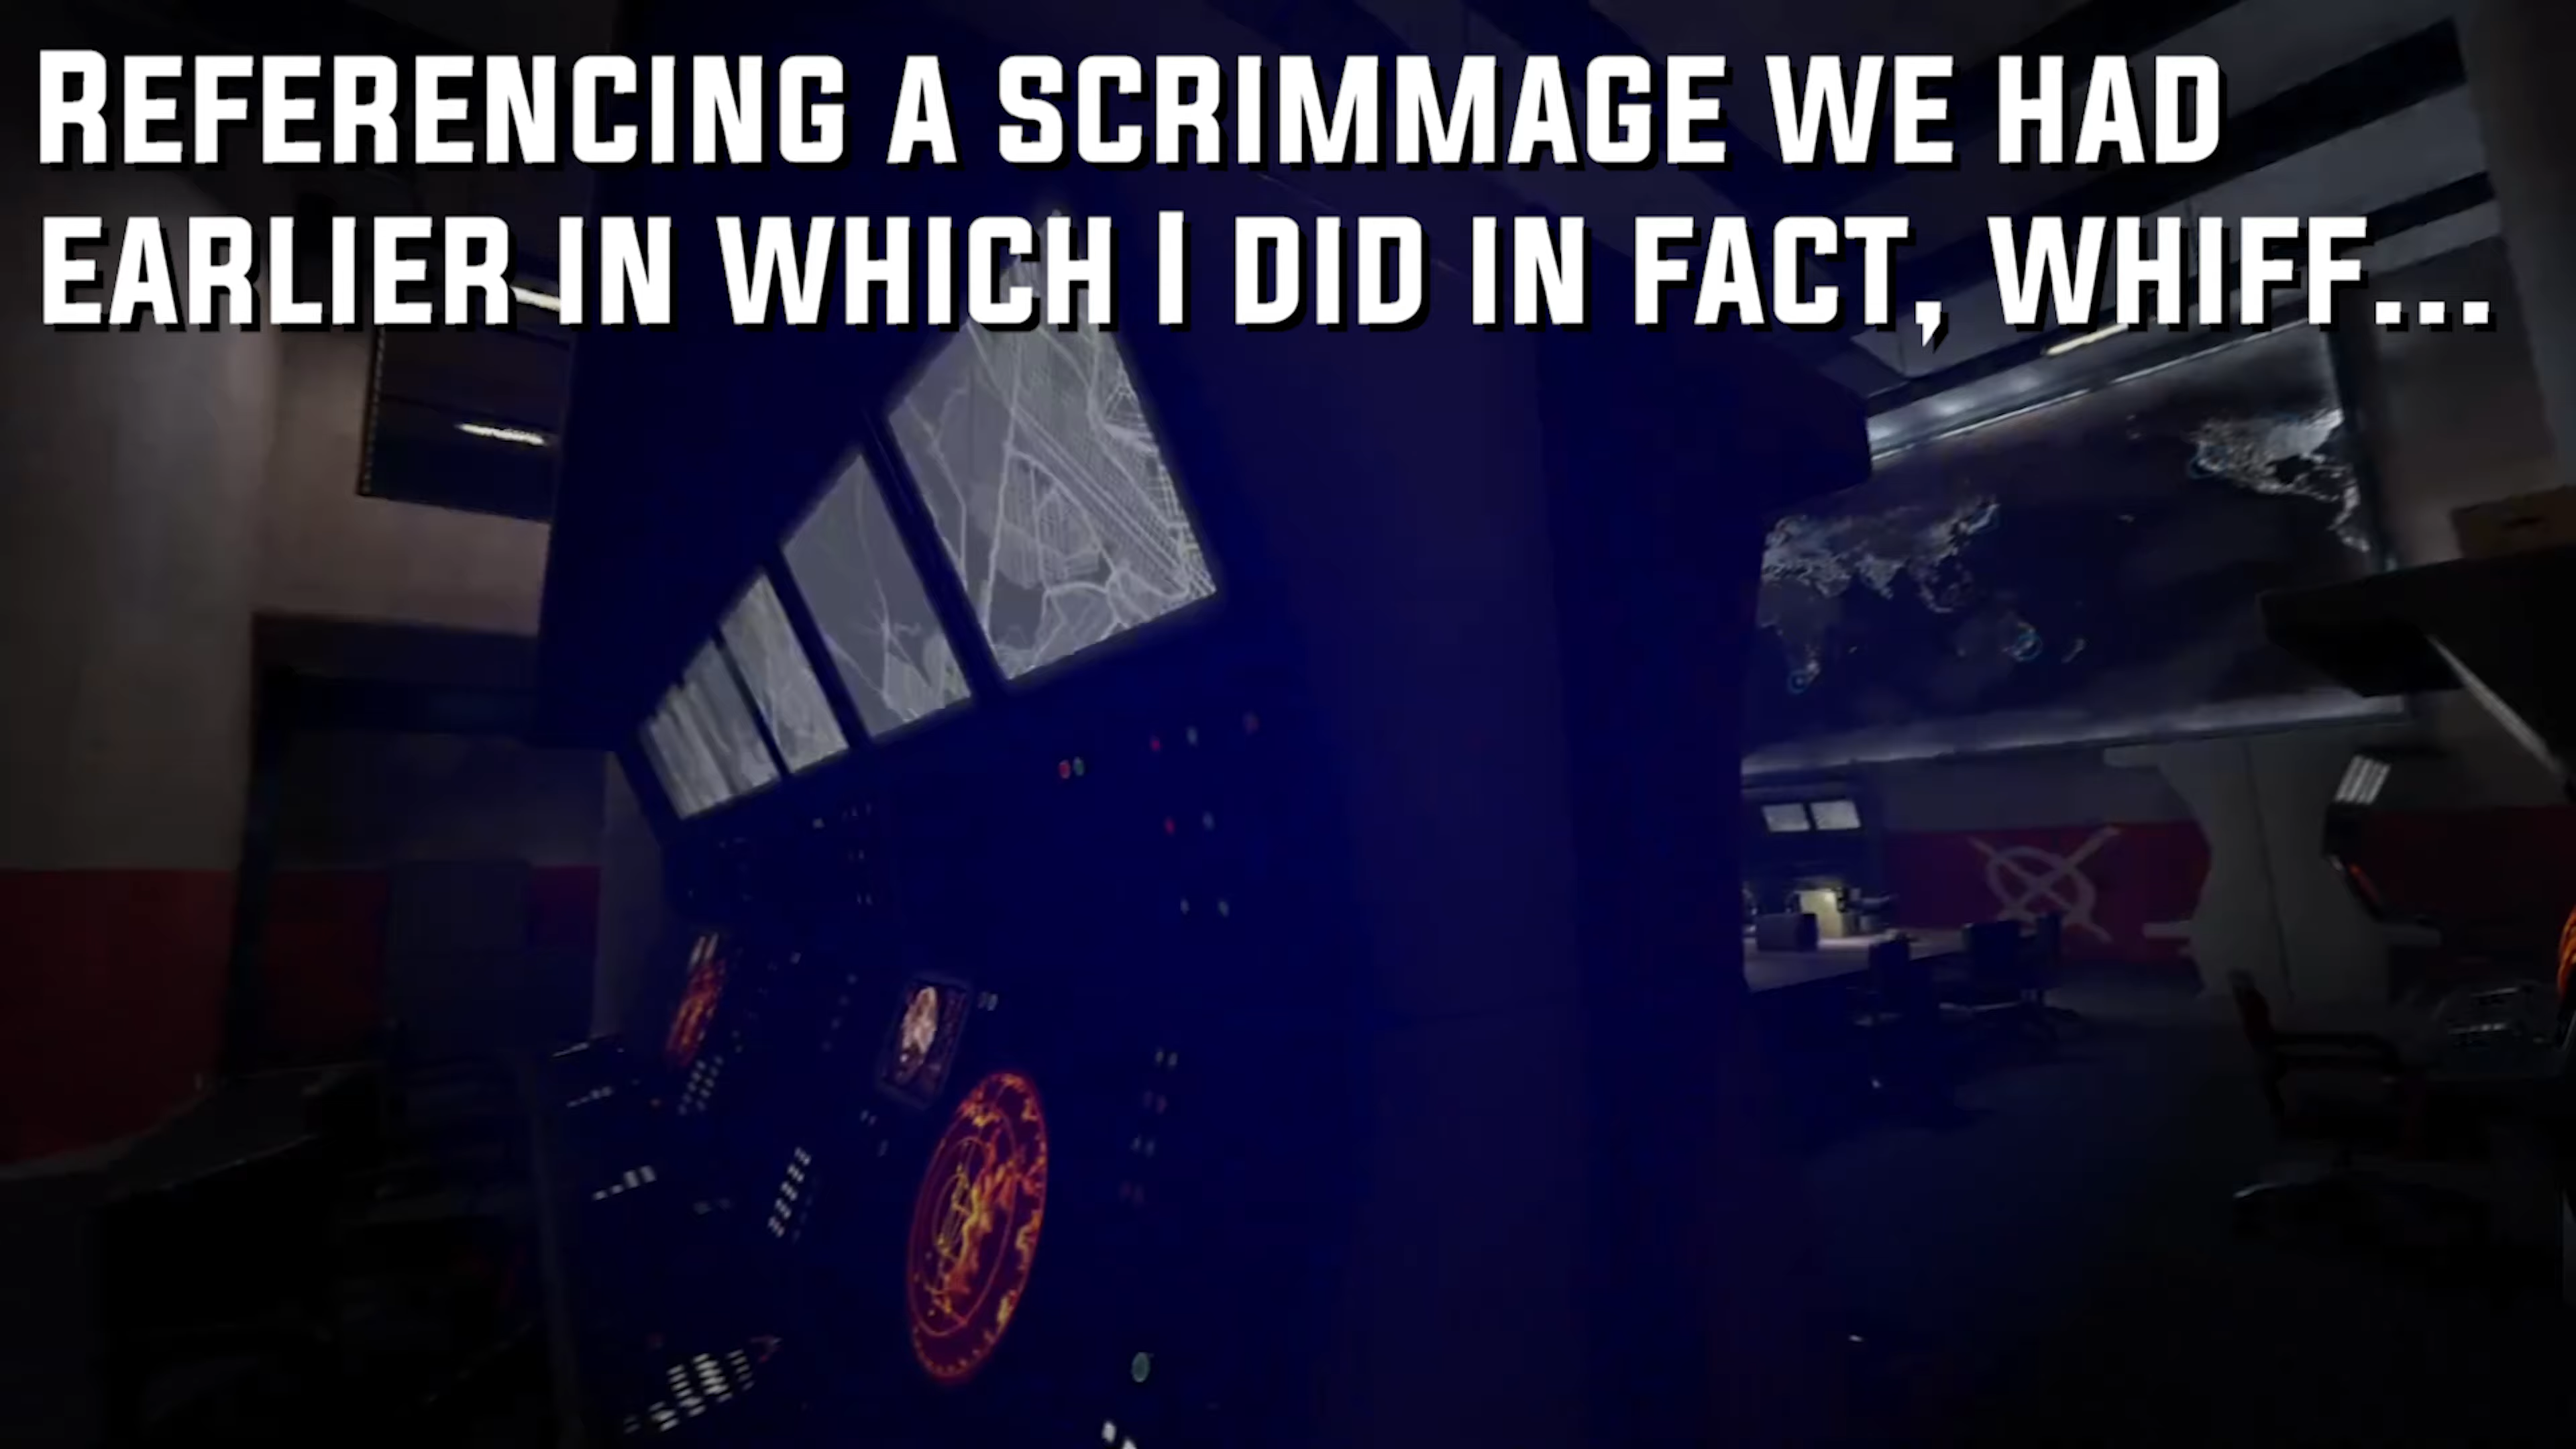 REFERENCING A SCRIMMAGE WE HAD
EARLIER IN WHICH I DID IN FACT, WHIFF...